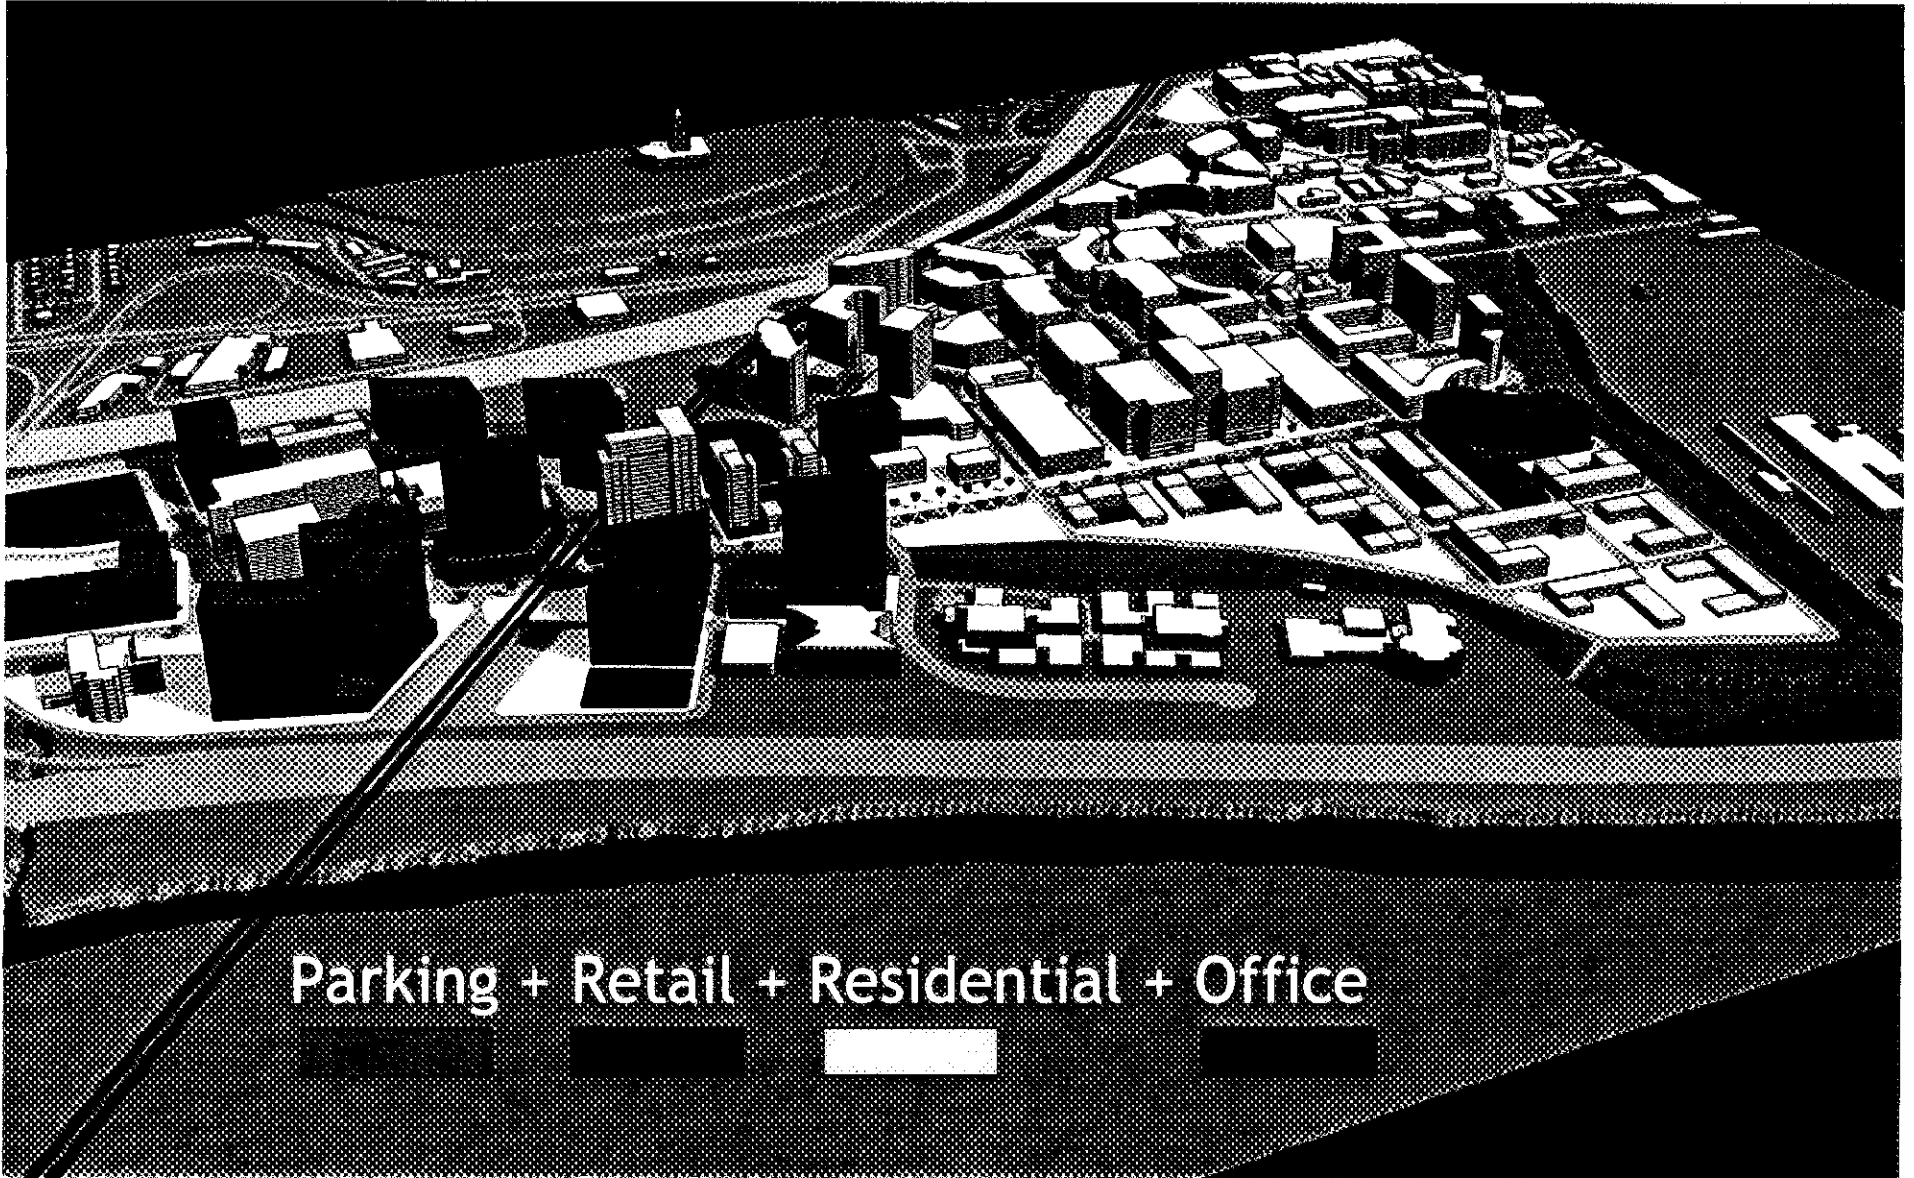 Parking + Retail + Residential + Office